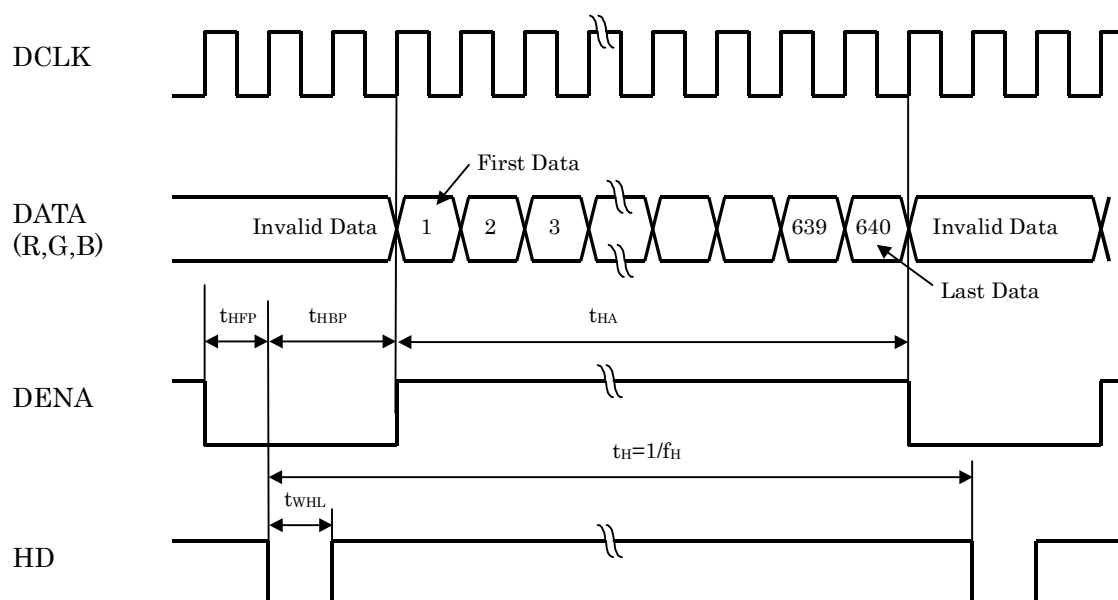 DCLK
First Data
DATA
(R,G,B)
Invalid Data 1 2 3 639 640 Invalid Data
Last Data
tHFP tHBP tHA
DENA
tH=1/fH
tWHL
HD